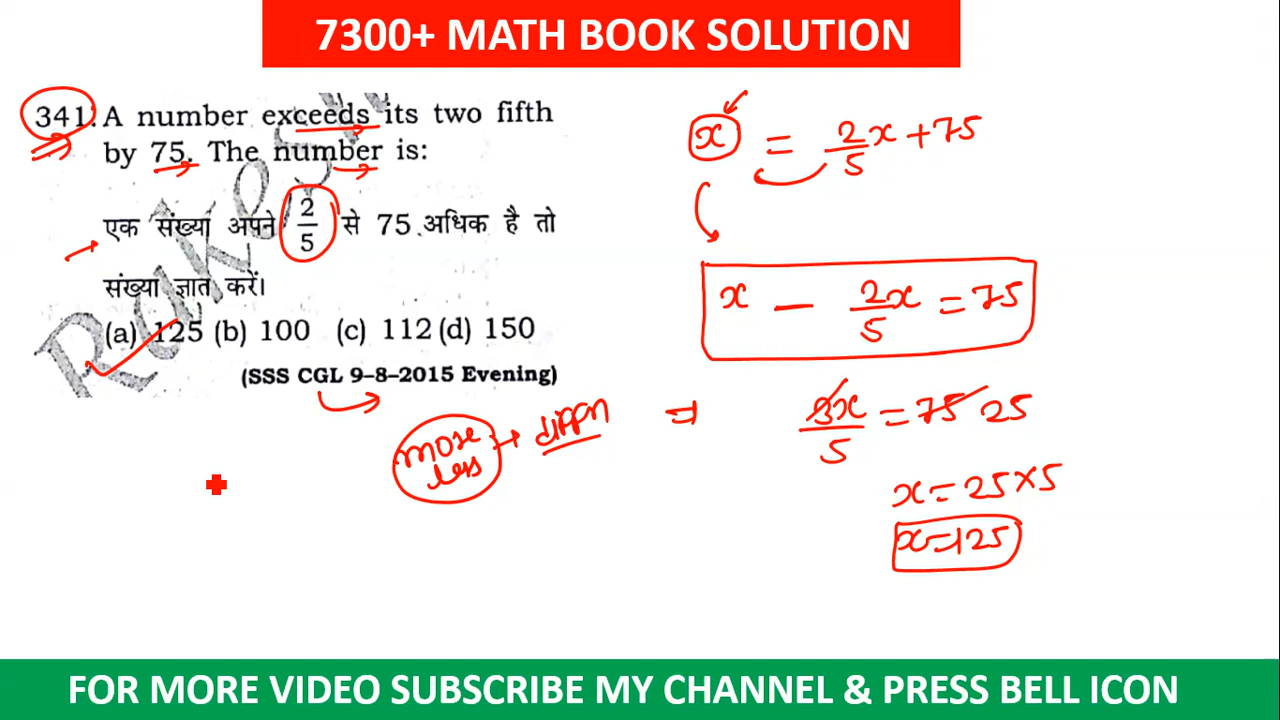 7300+ MATH BOOK SOLUTION
341. A number exceeds its two fifth
by 75. The number is:
एक संख्या अपने 2/5 से 75 अधिक है तो
संख्या ज्ञात करें।
(a) 125 (b) 100 (c) 112 (d) 150
(SSS CGL 9–8–2015 Evening)
more
less
x = 2/5 x + 75
x - 2x/5 = 75
⇒ 3x/5 = 75 25
x = 25×5
x=125
Rakesh
FOR MORE VIDEO SUBSCRIBE MY CHANNEL & PRESS BELL ICON